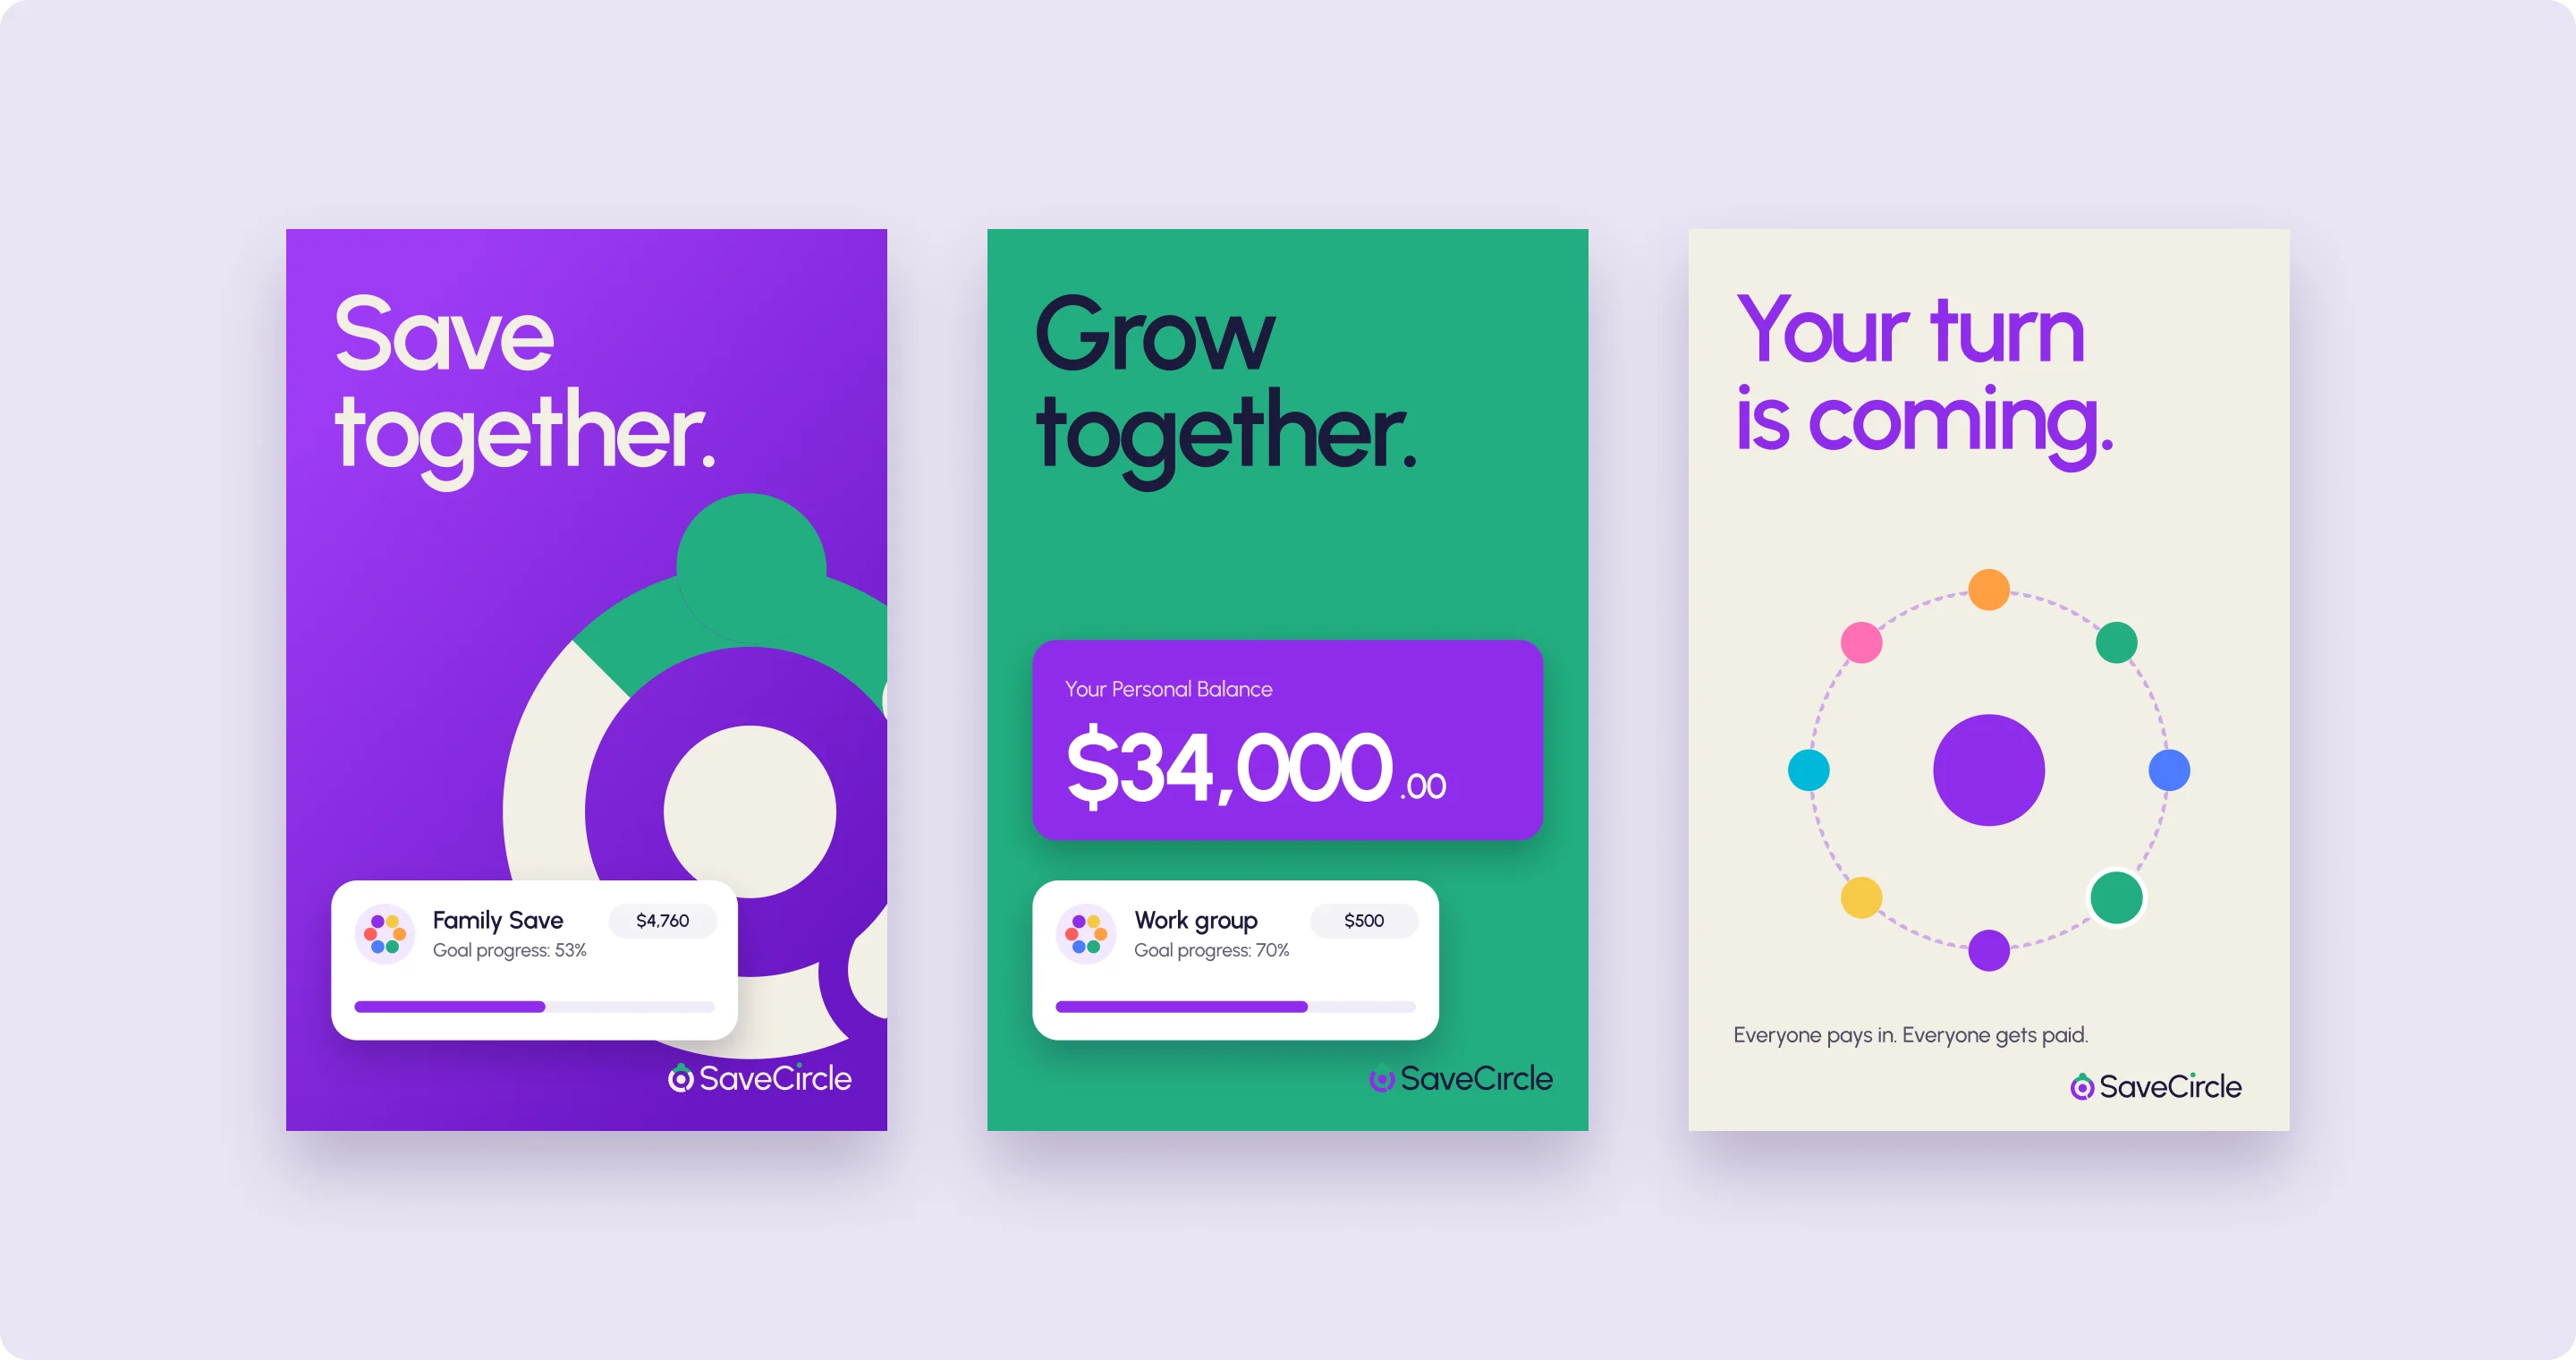 Save
together.
Family Save
$4,760
Goal progress: 53%
SaveCircle
Grow
together.
Your Personal Balance
$34,000.00
Work group
$500
Goal progress: 70%
SaveCircle
Your turn
is coming.
Everyone pays in. Everyone gets paid.
SaveCircle